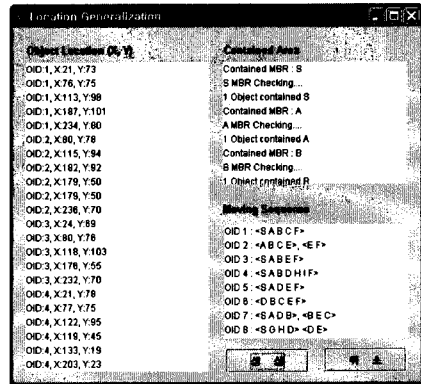 Location Generalization
Object Location (X, Y)
OID:1, X:21, Y:73
OID:1, X:76, Y:75
OID:1, X:113, Y:98
OID:1, X:187, Y:101
OID:1, X:234, Y:80
OID:2, X:80, Y:78
OID:2, X:115, Y:94
OID:2, X:182, Y:92
OID:2, X:179, Y:50
OID:2, X:179, Y:50
OID:2, X:236, Y:70
OID:3, X:24, Y:69
OID:3, X:80, Y:76
OID:3, X:118, Y:103
OID:3, X:176, Y:55
OID:3, X:232, Y:70
OID:4, X:21, Y:78
OID:4, X:77, Y:75
OID:4, X:122, Y:95
OID:4, X:119, Y:45
OID:4, X:133, Y:19
OID:4, X:203, Y:23
Contained Area
Contained MBR : S
S MBR Checking....
1 Object contained S
Contained MBR : A
A MBR Checking....
1 Object contained A
Contained MBR : B
B MBR Checking....
1 Object contained B
Moving Sequence
OID 1 : <S A B C F>
OID 2 : <A B C E>, <E F>
OID 3 : <S A B E F>
OID 4 : <S A B D H I F>
OID 5 : <S A D E F>
OID 6 : <D B C E F>
OID 7 : <S A D B>, <B E C>
OID 8 : <S G H D> <D E>